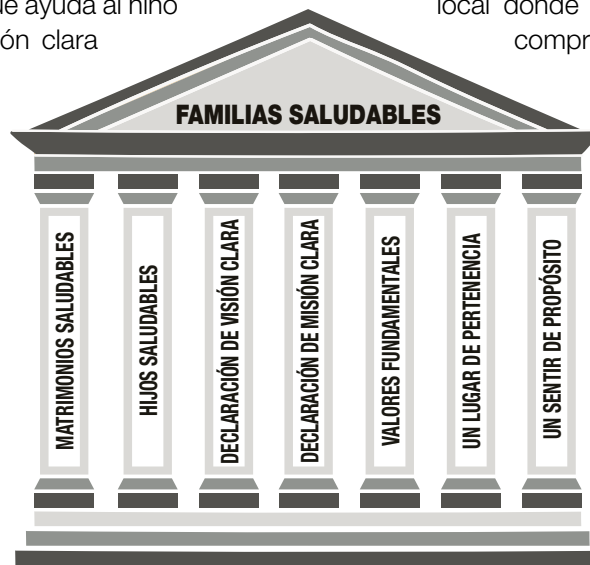 ue ayuda al niño
ón clara
local donde
compr
FAMILIAS SALUDABLES
MATRIMONIOS SALUDABLES
HIJOS SALUDABLES
DECLARACIÓN DE VISIÓN CLARA
DECLARACIÓN DE MISIÓN CLARA
VALORES FUNDAMENTALES
UN LUGAR DE PERTENENCIA
UN SENTIR DE PROPÓSITO